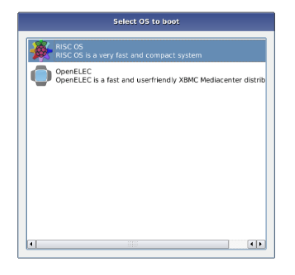 Select OS to boot
RISC OS
RISC OS is a very fast and compact system
OpenELEC
OpenELEC is a fast and userfriendly XBMC Mediacenter distrib